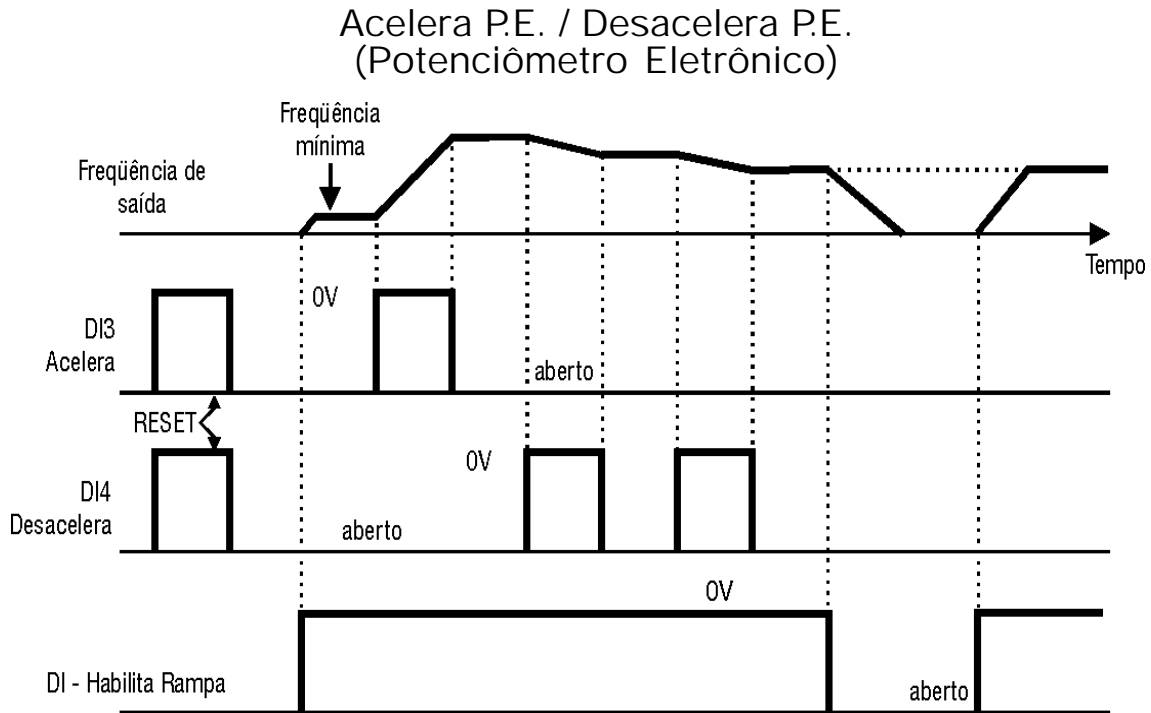 Acelera P.E. / Desacelera P.E.
(Potenciômetro Eletrônico)
Freqüência
mínima
Freqüência de
saída
Tempo
0V
DI3
Acelera
aberto
RESET
0V
DI4
Desacelera
aberto
0V
DI - Habilita Rampa
aberto